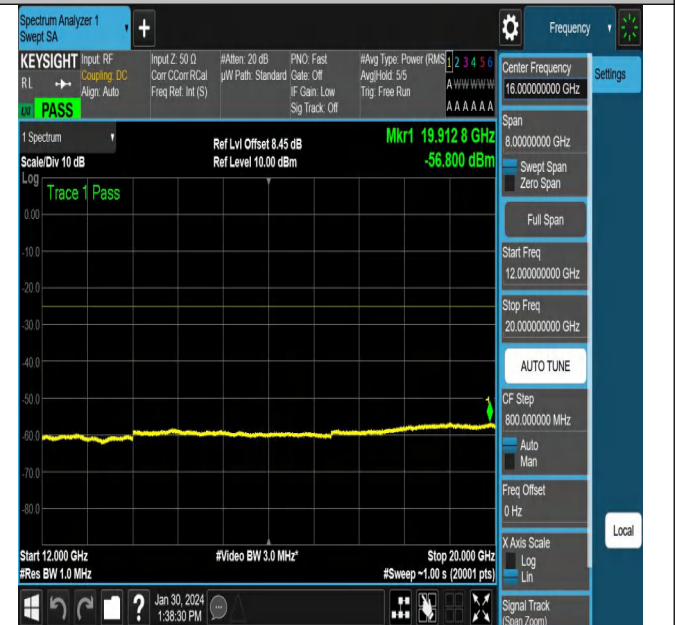 Spectrum Analyzer 1
Swept SA
+
Frequency
KEYSIGHT
RL
PASS
Input: RF
Coupling: DC
Align: Auto
Input Z: 50 Ω
Corr CCorr RCal
Freq Ref: Int (S)
#Atten: 20 dB
µW Path: Standard
PNO: Fast
Gate: Off
IF Gain: Low
Sig Track: Off
#Avg Type: Power (RMS
Avg|Hold: 5/5
Trig: Free Run
1 2 3 4 5 6
A W W W W W
A A A A A A
1 Spectrum
Scale/Div 10 dB
Ref Lvl Offset 8.45 dB
Ref Level 10.00 dBm
Mkr1 19.912 8 GHz
-56.800 dBm
Log
Trace 1 Pass
0.00
-10.0
-20.0
-30.0
-40.0
-50.0
-60.0
-70.0
-80.0
1
Start 12.000 GHz
#Res BW 1.0 MHz
#Video BW 3.0 MHz*
Stop 20.000 GHz
#Sweep ~1.00 s (20001 pts)
?
Jan 30, 2024
1:38:30 PM
Center Frequency
16.000000000 GHz
Span
8.00000000 GHz
Swept Span
Zero Span
Full Span
Start Freq
12.000000000 GHz
Stop Freq
20.000000000 GHz
AUTO TUNE
CF Step
800.000000 MHz
Auto
Man
Freq Offset
0 Hz
X Axis Scale
Log
Lin
Signal Track
(Span Zoom)
Settings
Local